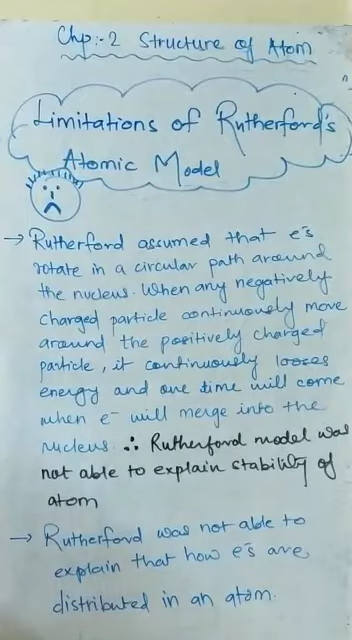 Chp:-2 Structure of Atom
Limitations of Rutherford's
Atomic Model
→ Rutherford assumed that e⁻s
rotate in a circular path around
the nucleus. When any negatively
charged particle continuously move
around the positively charged
particle, it continuously looses
energy and one time will come
when e⁻ will merge into the
nucleus. ∴ Rutherford model was
not able to explain stability of
atom
→ Rutherford was not able to
explain that how e⁻s are
distributed in an atom.